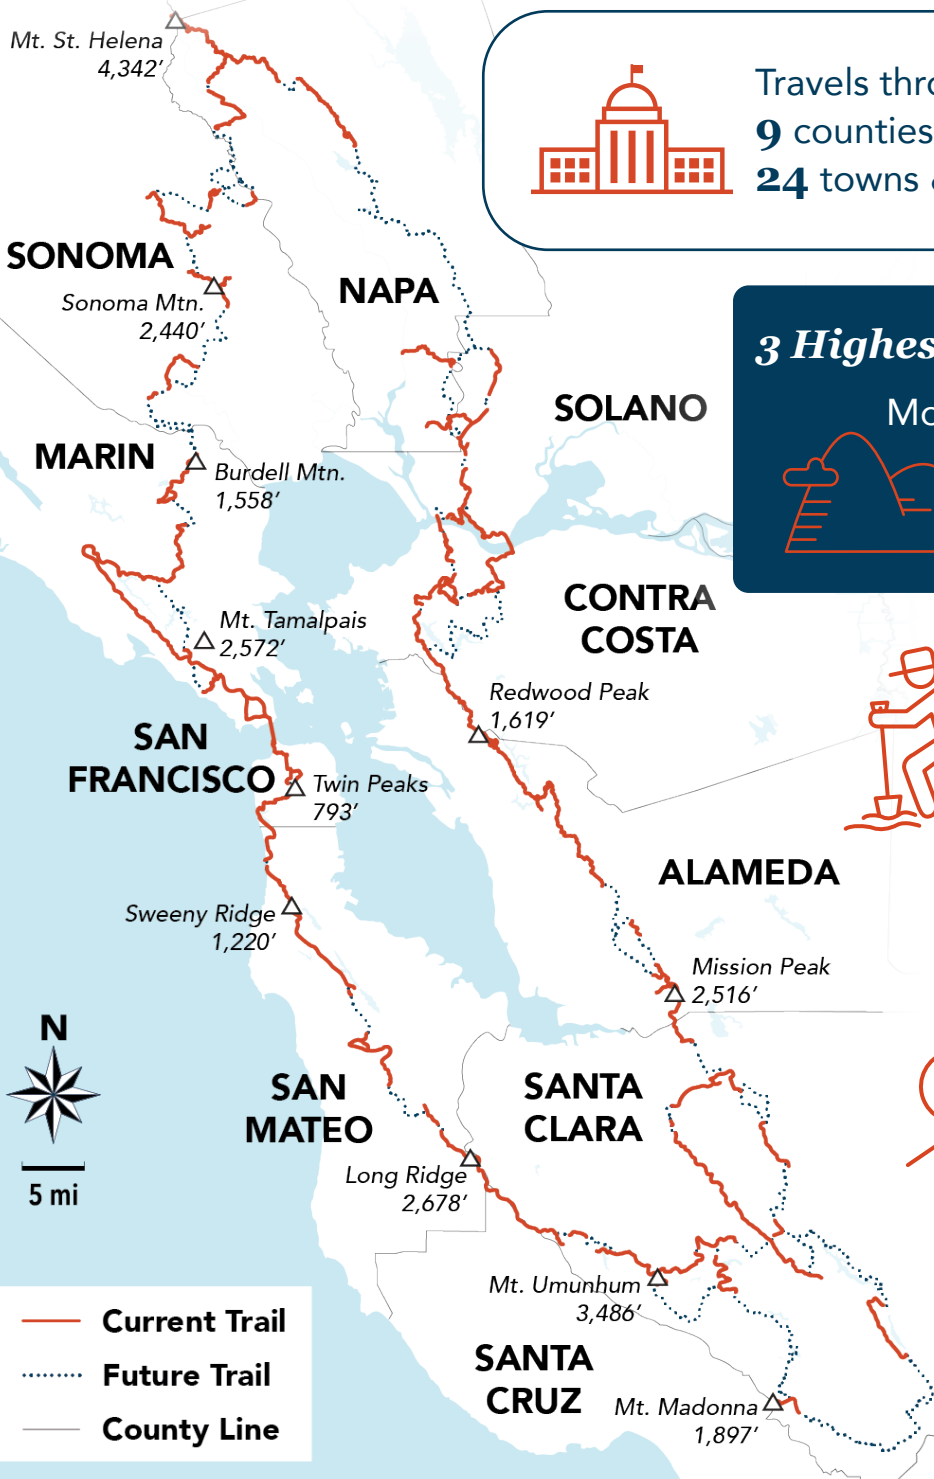 Mt. St. Helena
4,342′
Travels thro
9 counties
24 towns
SONOMA
Sonoma Mtn.
2,440′
NAPA
3 Highes
Mo
SOLANO
MARIN
Burdell Mtn.
1,558′
CONTRA
COSTA
Mt. Tamalpais
2,572′
Redwood Peak
1,619′
SAN
FRANCISCO
Twin Peaks
793′
ALAMEDA
Sweeny Ridge
1,220′
Mission Peak
2,516′
N
5 mi
SAN
MATEO
SANTA
CLARA
Long Ridge
2,678′
Mt. Umunhum
3,486′
Current Trail
Future Trail
County Line
SANTA
CRUZ
Mt. Madonna
1,897′